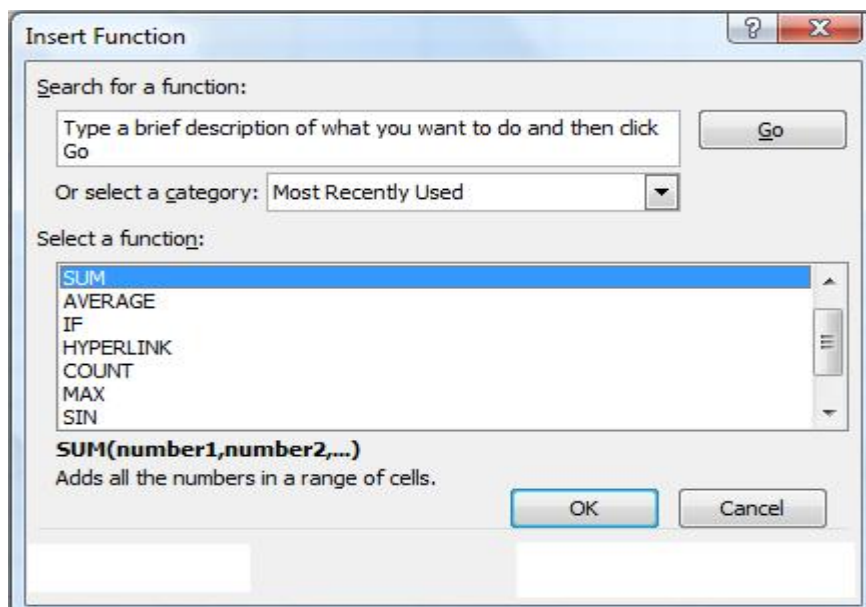 Insert Function
?
X
Search for a function:
Type a brief description of what you want to do and then click
Go
Go
Or select a category: Most Recently Used
Select a function:
SUM
AVERAGE
IF
HYPERLINK
COUNT
MAX
SIN
SUM(number1,number2,...)
Adds all the numbers in a range of cells.
OK
Cancel